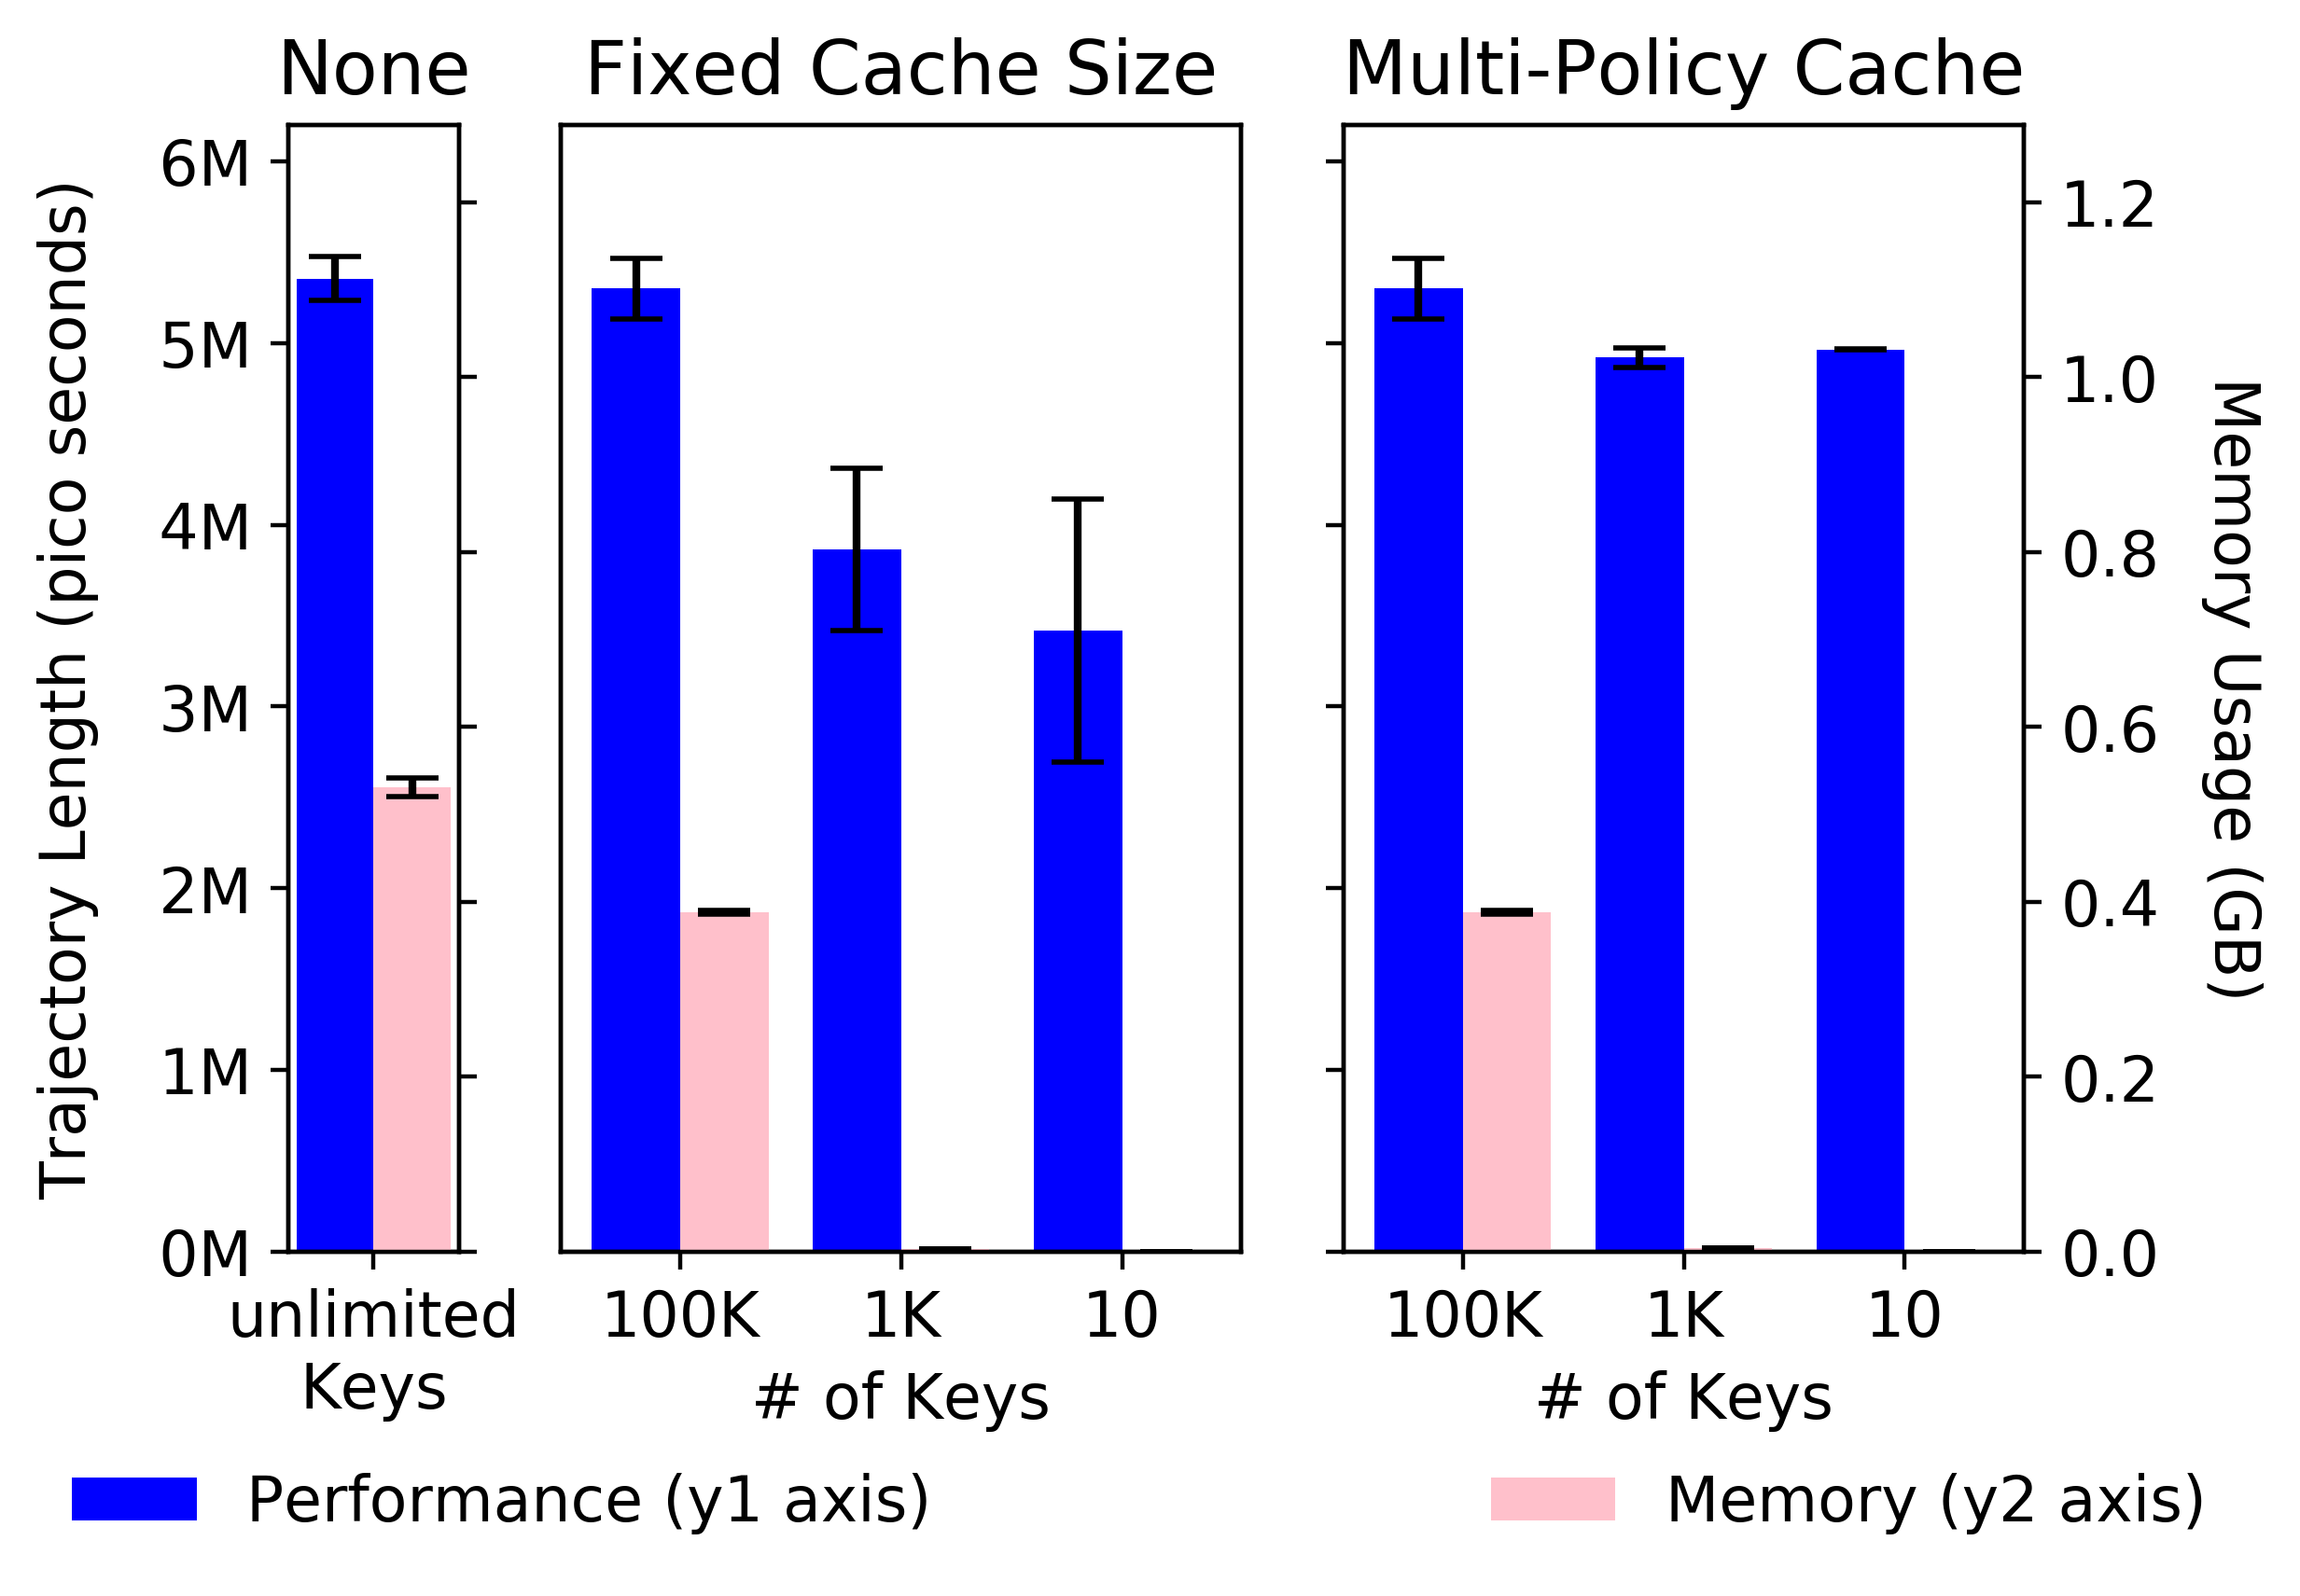 None
Fixed Cache Size
Multi-Policy Cache
Trajectory Length (pico seconds)
6M
5M
4M
3M
2M
1M
0M
1.2
1.0
0.8
0.6
0.4
0.2
0.0
Memory Usage (GB)
unlimited
Keys
100K
1K
10
# of Keys
100K
1K
10
# of Keys
Performance (y1 axis)
Memory (y2 axis)